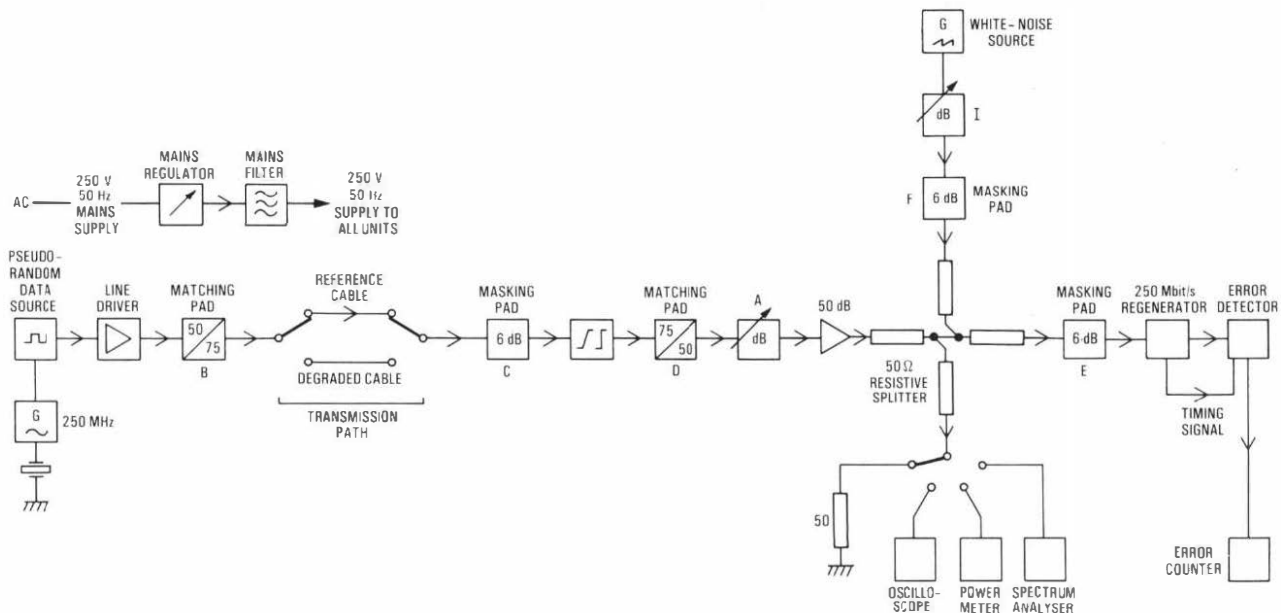 G
WHITE-NOISE
SOURCE
dB
I
F
6 dB
MASKING
PAD
AC
250 V
50 Hz
MAINS
SUPPLY
MAINS
REGULATOR
MAINS
FILTER
250 V
50 Hz
SUPPLY TO
ALL UNITS
PSEUDO-
RANDOM
DATA
SOURCE
LINE
DRIVER
MATCHING
PAD
50
75
B
REFERENCE
CABLE
DEGRADED CABLE
TRANSMISSION
PATH
MASKING
PAD
6 dB
C
MATCHING
PAD
75
50
D
A
dB
50 dB
50 Ω
RESISTIVE
SPLITTER
MASKING
PAD
6 dB
E
250 Mbit/s
REGENERATOR
ERROR
DETECTOR
TIMING
SIGNAL
G
250 MHz
50
OSCILLO-
SCOPE
POWER
METER
SPECTRUM
ANALYSER
ERROR
COUNTER